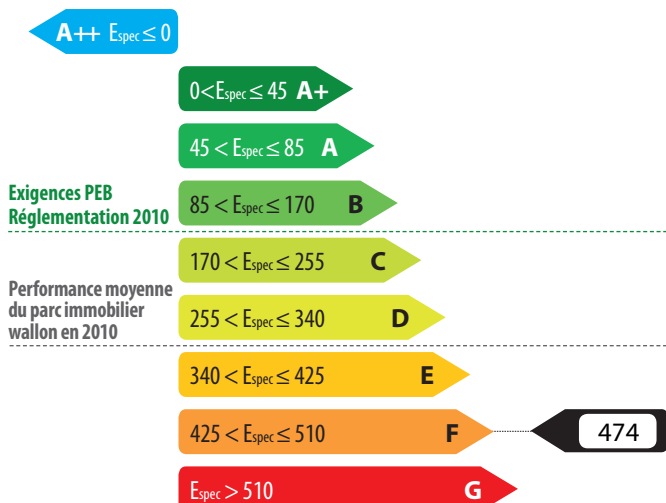 A++ Espec ≤ 0
0<Espec ≤ 45 A+
45 < Espec ≤ 85 A
Exigences PEB
Réglementation 2010
85 < Espec ≤ 170 B
170 < Espec ≤ 255 C
Performance moyenne
du parc immobilier
wallon en 2010
255 < Espec ≤ 340 D
340 < Espec ≤ 425 E
425 < Espec ≤ 510 F
474
Espec > 510 G